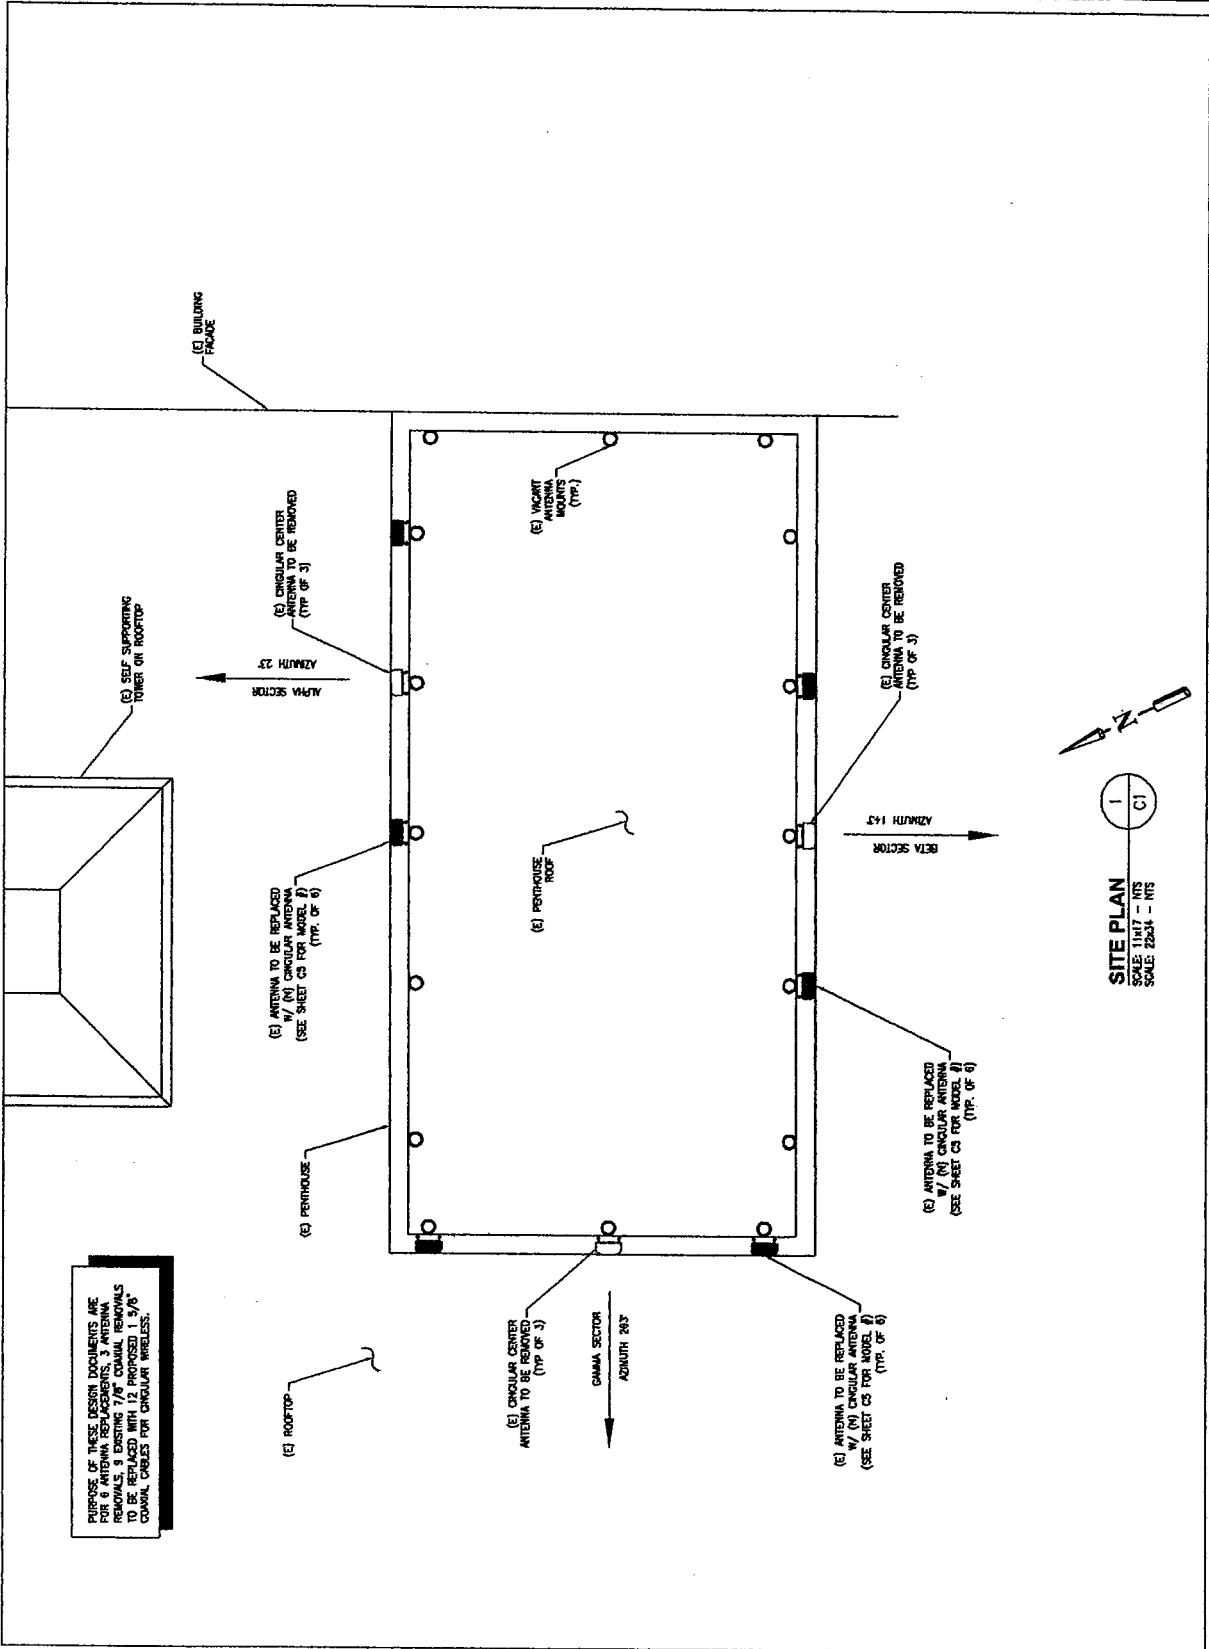 PURPOSE OF THESE DESIGN DOCUMENTS ARE
FOR 6 ANTENNA REPLACEMENTS, 3 ANTENNA
REMOVALS, 9 EXISTING 7/8" COAXIAL REMOVALS
TO BE REPLACED WITH 12 PROPOSED 1 5/8"
COAXIAL CABLES FOR CINGULAR WIRELESS.
(E) SELF SUPPORTING
TOWER ON ROOFTOP
(E) BUILDING
FACADE
(E) ROOFTOP
(E) PENTHOUSE
(E) ANTENNA TO BE REPLACED
W/ (N) CINGULAR ANTENNA
(SEE SHEET C5 FOR MODEL #)
(TYP. OF 6)
ALPHA SECTOR
AZIMUTH 23°
(E) CINGULAR CENTER
ANTENNA TO BE REMOVED
(TYP OF 3)
(E) CINGULAR CENTER
ANTENNA TO BE REMOVED
(TYP OF 3)
GAMMA SECTOR
AZIMUTH 263°
(E) PENTHOUSE
ROOF
(E) VACANT
ANTENNA
MOUNTS
(TYP.)
(E) ANTENNA TO BE REPLACED
W/ (N) CINGULAR ANTENNA
(SEE SHEET C5 FOR MODEL #)
(TYP. OF 6)
(E) ANTENNA TO BE REPLACED
W/ (N) CINGULAR ANTENNA
(SEE SHEET C5 FOR MODEL #)
(TYP. OF 6)
BETA SECTOR
AZIMUTH 143°
(E) CINGULAR CENTER
ANTENNA TO BE REMOVED
(TYP OF 3)
N
SITE PLAN
SCALE: 11x17 - NTS
SCALE: 22x34 - NTS
1
C1